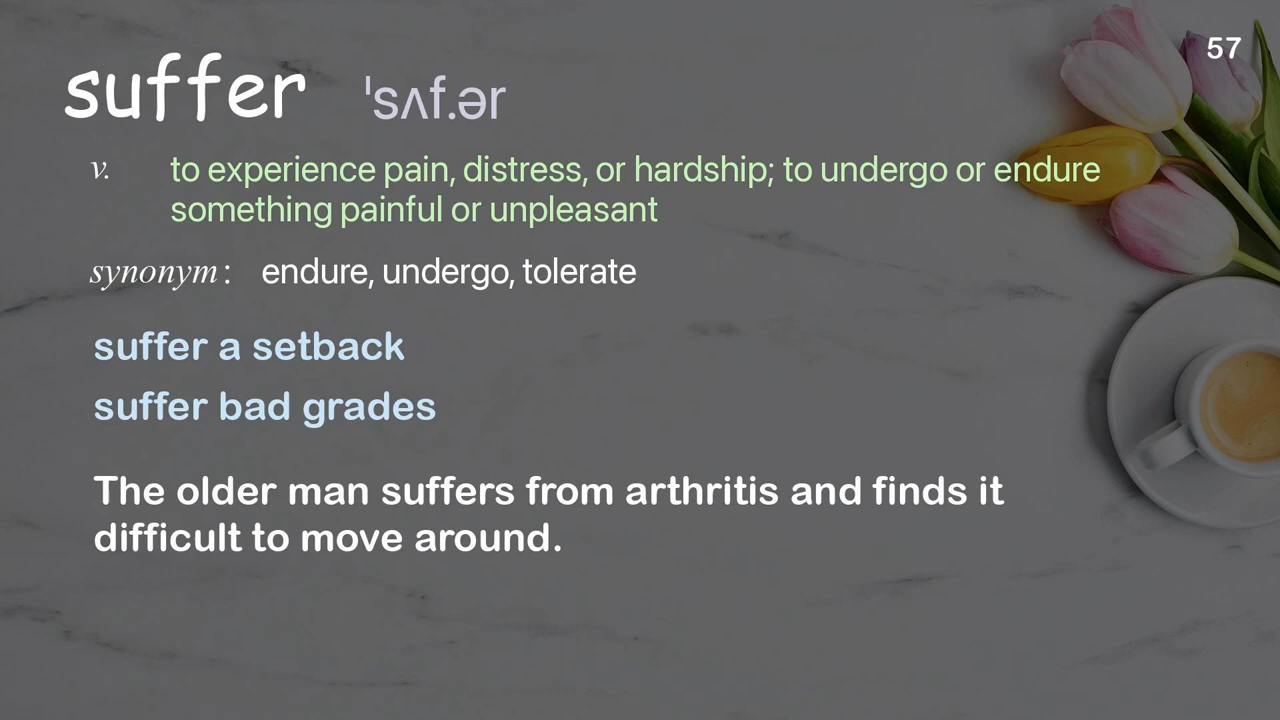 57
suffer ˈsʌf.ər
v. to experience pain, distress, or hardship; to undergo or endure
something painful or unpleasant
synonym : endure, undergo, tolerate
suffer a setback
suffer bad grades
The older man suffers from arthritis and finds it
difficult to move around.